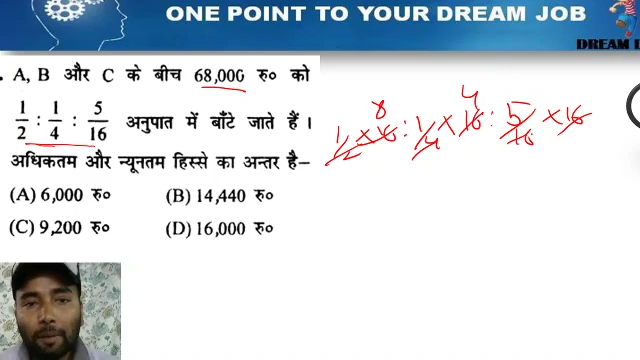 ONE POINT TO YOUR DREAM JOB
DREAM
. A, B और C के बीच 68,000 रु० को
1/2 : 1/4 : 5/16 अनुपात में बाँटे जाते हैं।
अधिकतम और न्यूनतम हिस्से का अन्तर है–
(A) 6,000 रु० (B) 14,440 रु०
(C) 9,200 रु० (D) 16,000 रु०
8 4
1/2 × 16 : 1/4 × 16 : 5/16 × 16